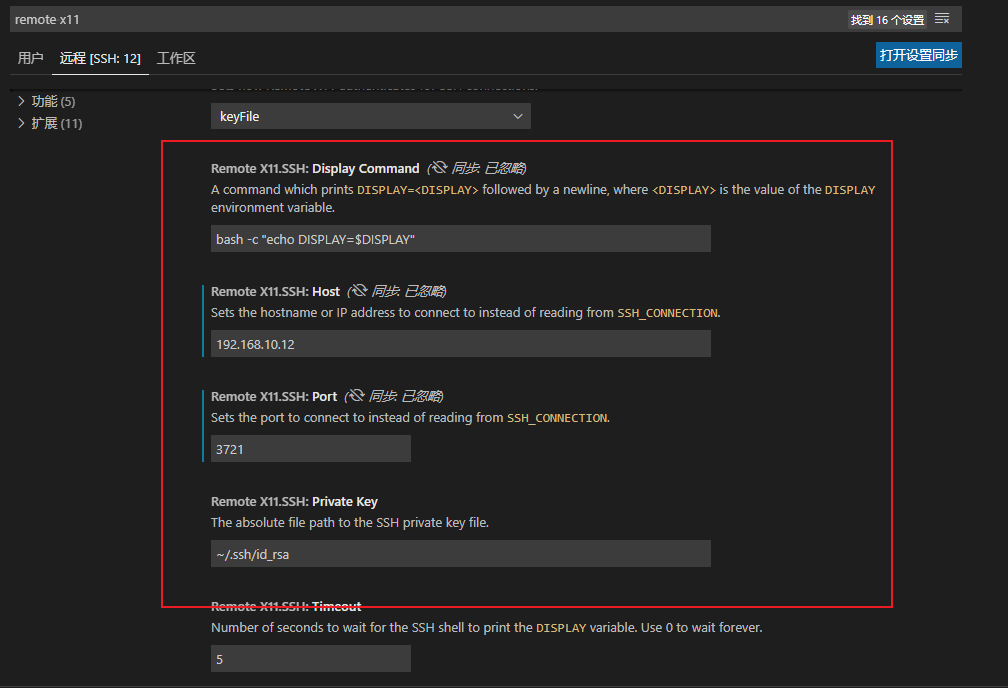 remote x11
找到 16 个设置
用户 远程 [SSH: 12] 工作区
打开设置同步
功能 (5)
扩展 (11)
keyFile
Remote X11.SSH: Display Command (同步: 已忽略)
A command which prints DISPLAY=<DISPLAY> followed by a newline, where <DISPLAY> is the value of the DISPLAY
environment variable.
bash -c "echo DISPLAY=$DISPLAY"
Remote X11.SSH: Host (同步: 已忽略)
Sets the hostname or IP address to connect to instead of reading from SSH_CONNECTION.
192.168.10.12
Remote X11.SSH: Port (同步: 已忽略)
Sets the port to connect to instead of reading from SSH_CONNECTION.
3721
Remote X11.SSH: Private Key
The absolute file path to the SSH private key file.
~/.ssh/id_rsa
Remote X11.SSH: Timeout
Number of seconds to wait for the SSH shell to print the DISPLAY variable. Use 0 to wait forever.
5